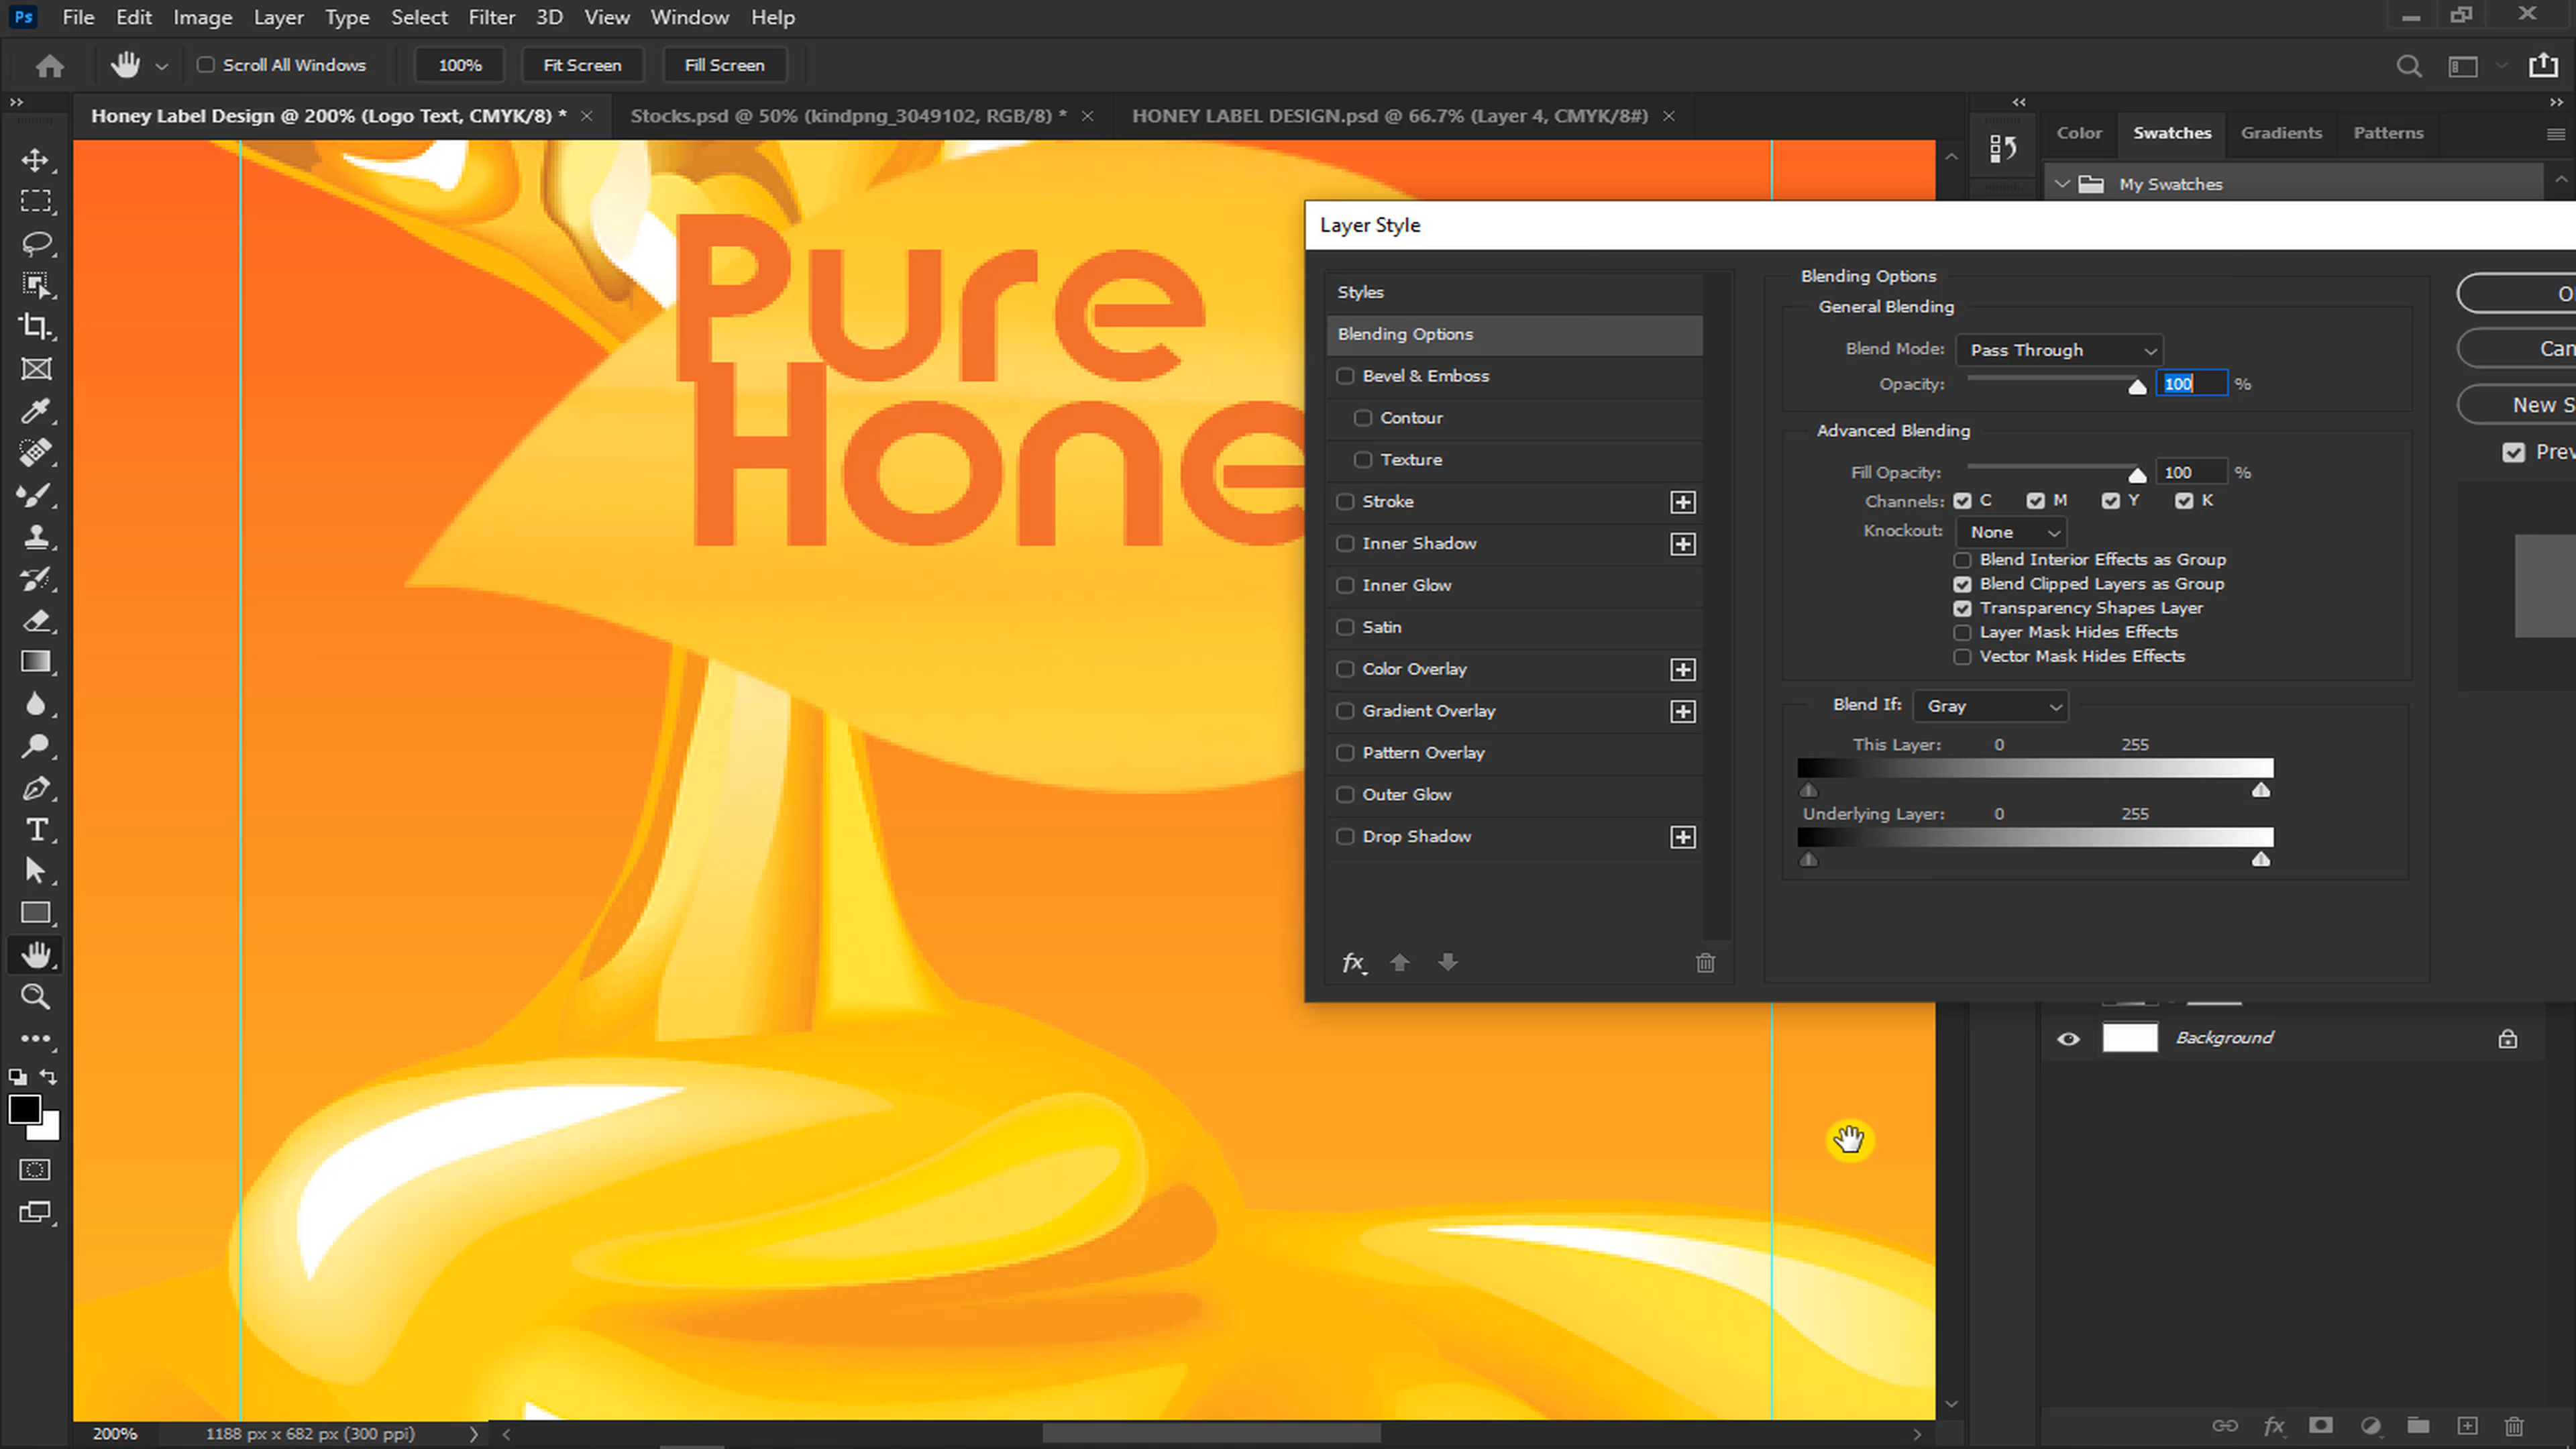 Ps File Edit Image Layer Type Select Filter 3D View Window Help
Scroll All Windows 100% Fit Screen Fill Screen
Honey Label Design @ 200% (Logo Text, CMYK/8) * Stocks.psd @ 50% (kindpng_3049102, RGB/8) * HONEY LABEL DESIGN.psd @ 66.7% (Layer 4, CMYK/8#)
Color Swatches Gradients Patterns
My Swatches
Pure
Hone
Layer Style
Styles
Blending Options
Bevel & Emboss
Contour
Texture
Stroke
Inner Shadow
Inner Glow
Satin
Color Overlay
Gradient Overlay
Pattern Overlay
Outer Glow
Drop Shadow
fx
Blending Options
General Blending
Blend Mode: Pass Through
Opacity: 100 %
Advanced Blending
Fill Opacity: 100 %
Channels: C M Y K
Knockout: None
Blend Interior Effects as Group
Blend Clipped Layers as Group
Transparency Shapes Layer
Layer Mask Hides Effects
Vector Mask Hides Effects
Blend If: Gray
This Layer: 0 255
Underlying Layer: 0 255
O
Can
New S
Prev
Background
200% 1188 px x 682 px (300 ppi)
fx